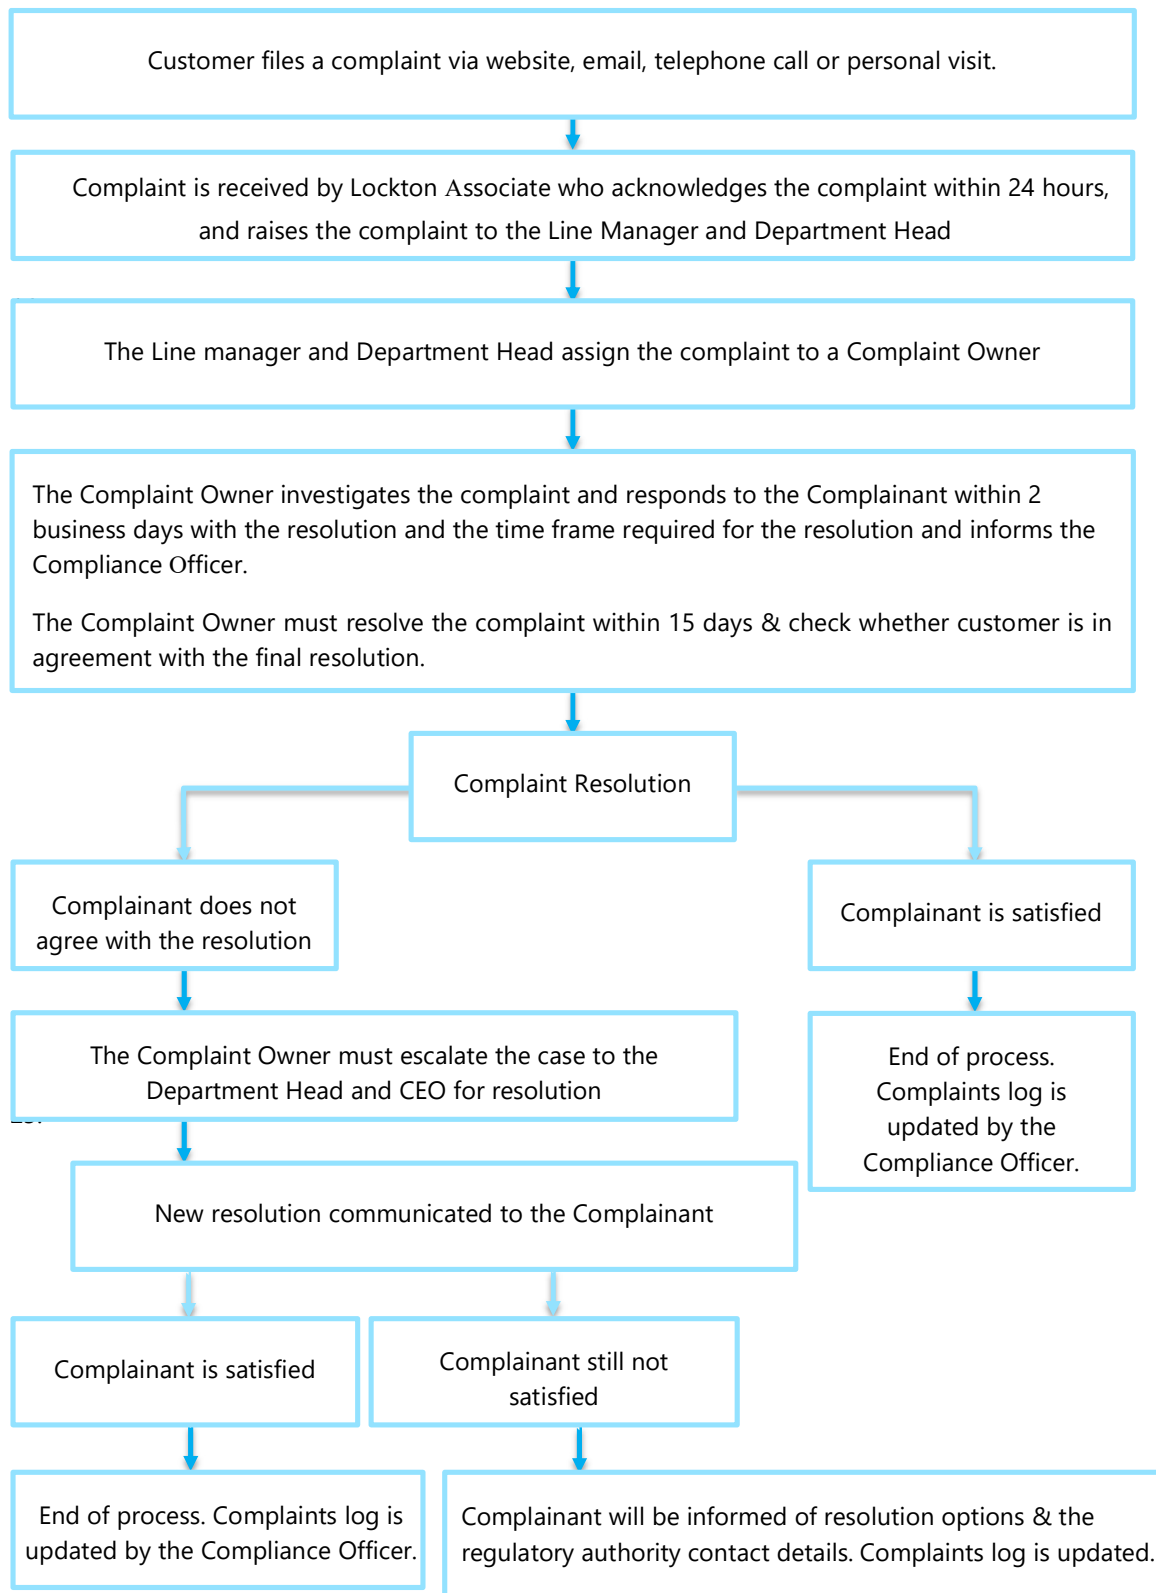 Customer files a complaint via website, email, telephone call or personal visit.
Complaint is received by Lockton Associate who acknowledges the complaint within 24 hours,
and raises the complaint to the Line Manager and Department Head
The Line manager and Department Head assign the complaint to a Complaint Owner
The Complaint Owner investigates the complaint and responds to the Complainant within 2
business days with the resolution and the time frame required for the resolution and informs the
Compliance Officer.
The Complaint Owner must resolve the complaint within 15 days & check whether customer is in
agreement with the final resolution.
Complaint Resolution
Complainant does not
agree with the resolution
Complainant is satisfied
The Complaint Owner must escalate the case to the
Department Head and CEO for resolution
End of process.
Complaints log is
updated by the
Compliance Officer.
New resolution communicated to the Complainant
Complainant is satisfied
Complainant still not
satisfied
End of process. Complaints log is
updated by the Compliance Officer.
Complainant will be informed of resolution options & the
regulatory authority contact details. Complaints log is updated.